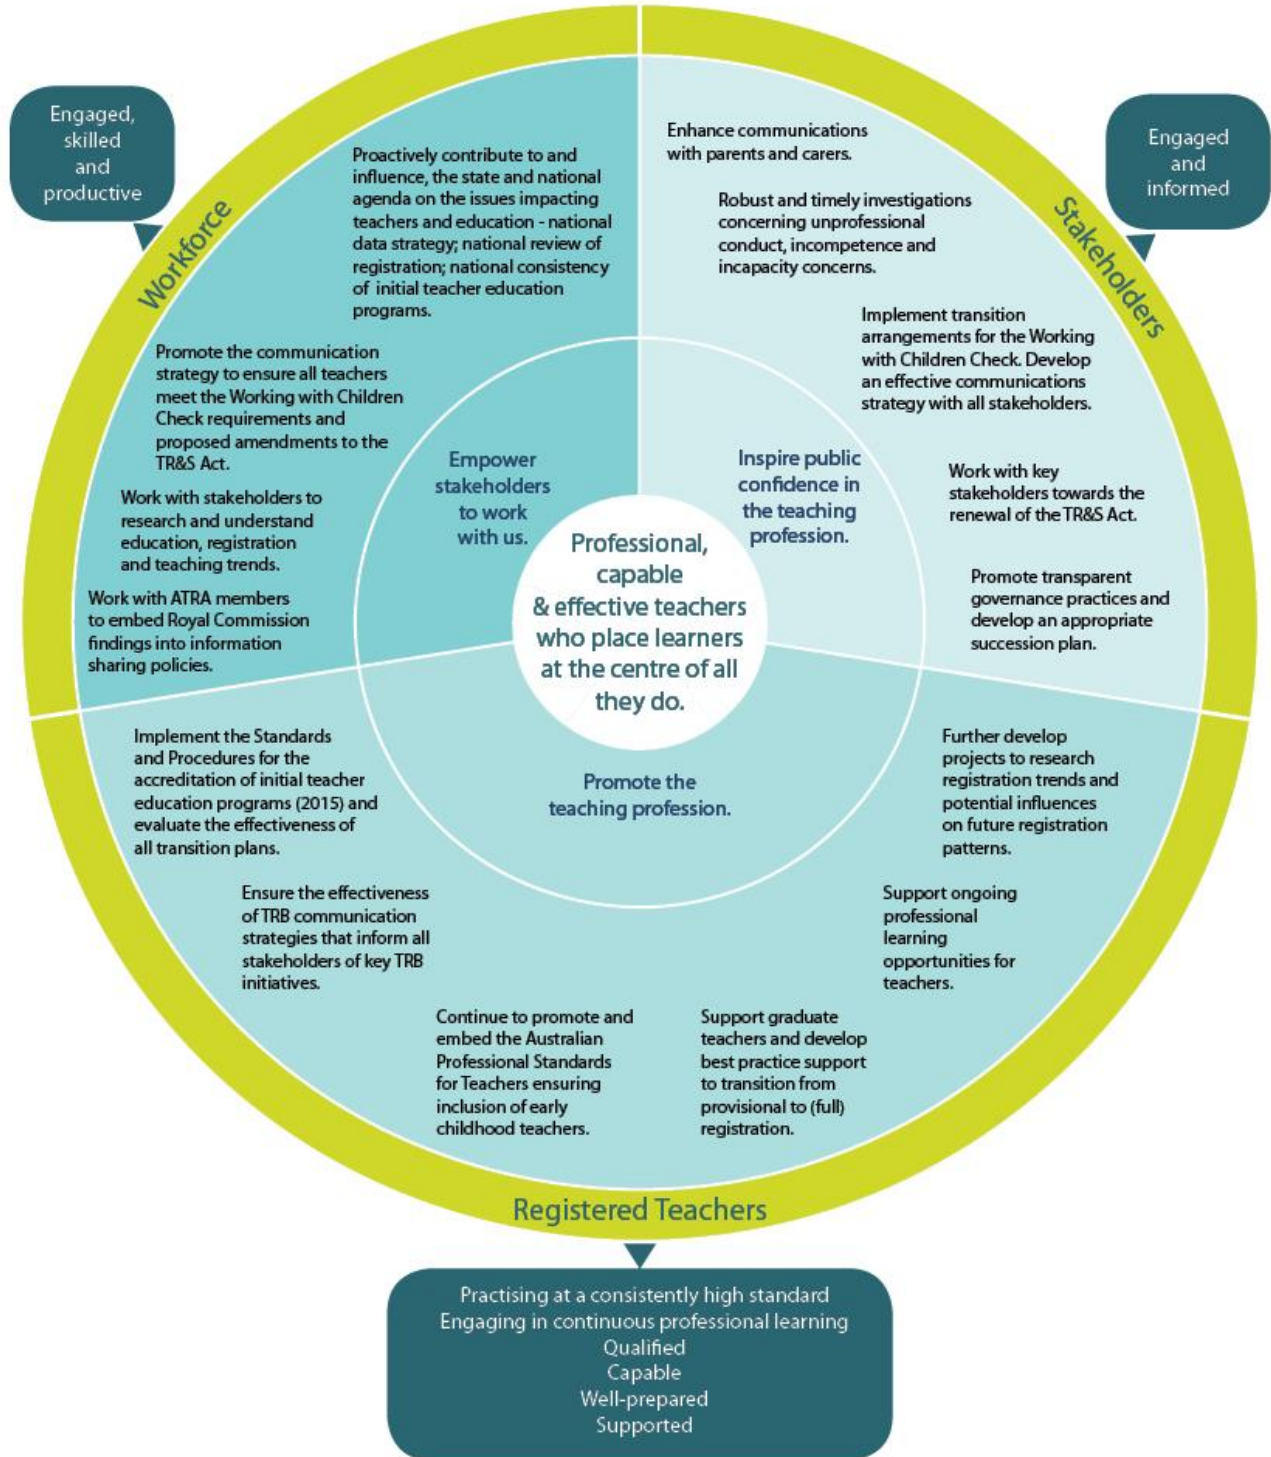 Engaged,
skilled
and
productive
Workforce
Proactively contribute to and
influence, the state and national
agenda on the issues impacting
teachers and education - national
data strategy; national review of
registration; national consistency
of initial teacher education
programs.
Promote the communication
strategy to ensure all teachers
meet the Working with Children
Check requirements and
proposed amendments to the
TR&S Act.
Work with stakeholders to
research and understand
education, registration
and teaching trends.
Work with ATRA members
to embed Royal Commission
findings into information
sharing policies.
Empower
stakeholders
to work
with us.
Engaged
and
informed
Stakeholders
Enhance communications
with parents and carers.
Robust and timely investigations
concerning unprofessional
conduct, incompetence and
incapacity concerns.
Implement transition
arrangements for the Working
with Children Check. Develop
an effective communications
strategy with all stakeholders.
Work with key
stakeholders towards the
renewal of the TR&S Act.
Promote transparent
governance practices and
develop an appropriate
succession plan.
Inspire public
confidence in
the teaching
profession.
Professional,
capable
& effective teachers
who place learners
at the centre of all
they do.
Promote the
teaching profession.
Implement the Standards
and Procedures for the
accreditation of initial teacher
education programs (2015) and
evaluate the effectiveness of
all transition plans.
Ensure the effectiveness
of TRB communication
strategies that inform all
stakeholders of key TRB
initiatives.
Continue to promote and
embed the Australian
Professional Standards
for Teachers ensuring
inclusion of early
childhood teachers.
Support graduate
teachers and develop
best practice support
to transition from
provisional to (full)
registration.
Support ongoing
professional
learning
opportunities for
teachers.
Further develop
projects to research
registration trends and
potential influences
on future registration
patterns.
Registered Teachers
Practising at a consistently high standard
Engaging in continuous professional learning
Qualified
Capable
Well-prepared
Supported